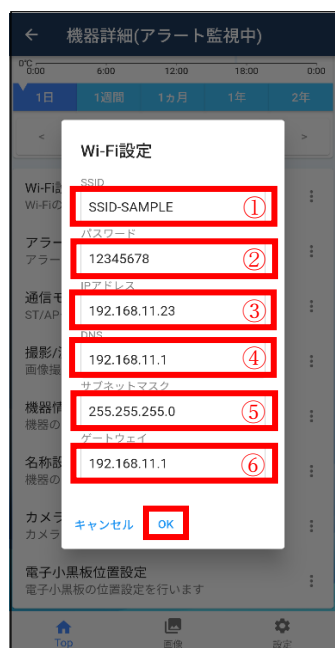 機器詳細(アラート監視中)
0℃
0:00 6:00 12:00 18:00 0:00
1日 1週間 1ヵ月 1年 2年
< >
Wi-Fi設定
SSID
SSID-SAMPLE ①
パスワード
12345678 ②
IPアドレス
192.168.11.23 ③
DNS
192.168.11.1 ④
サブネットマスク
255.255.255.0 ⑤
ゲートウェイ
192.168.11.1 ⑥
キャンセル OK
Wi-Fi
Wi-Fiの
アラー
アラー
通信モ
ST/AP
撮影/
画像撮
機器情
機器の
名称設
機器の
カメラ
カメラ
電子小黒板位置設定
電子小黒板の位置設定を行います
Top 画像 設定